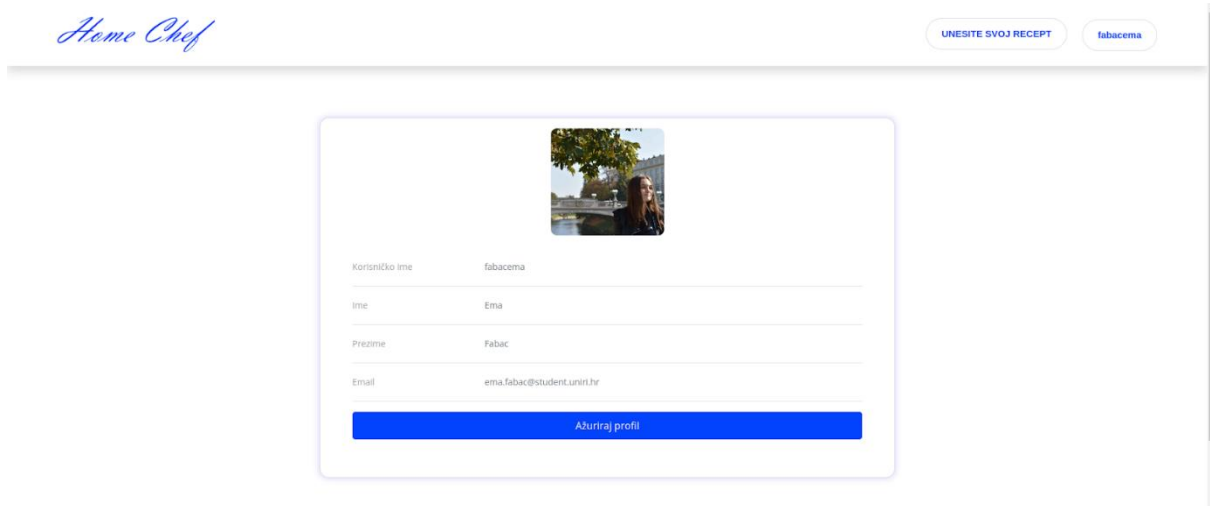 Home Chef
UNESITE SVOJ RECEPT
fabacema
Korisničko ime fabacema
Ime Ema
Prezime Fabac
Email ema.fabac@student.uniri.hr
Ažuriraj profil